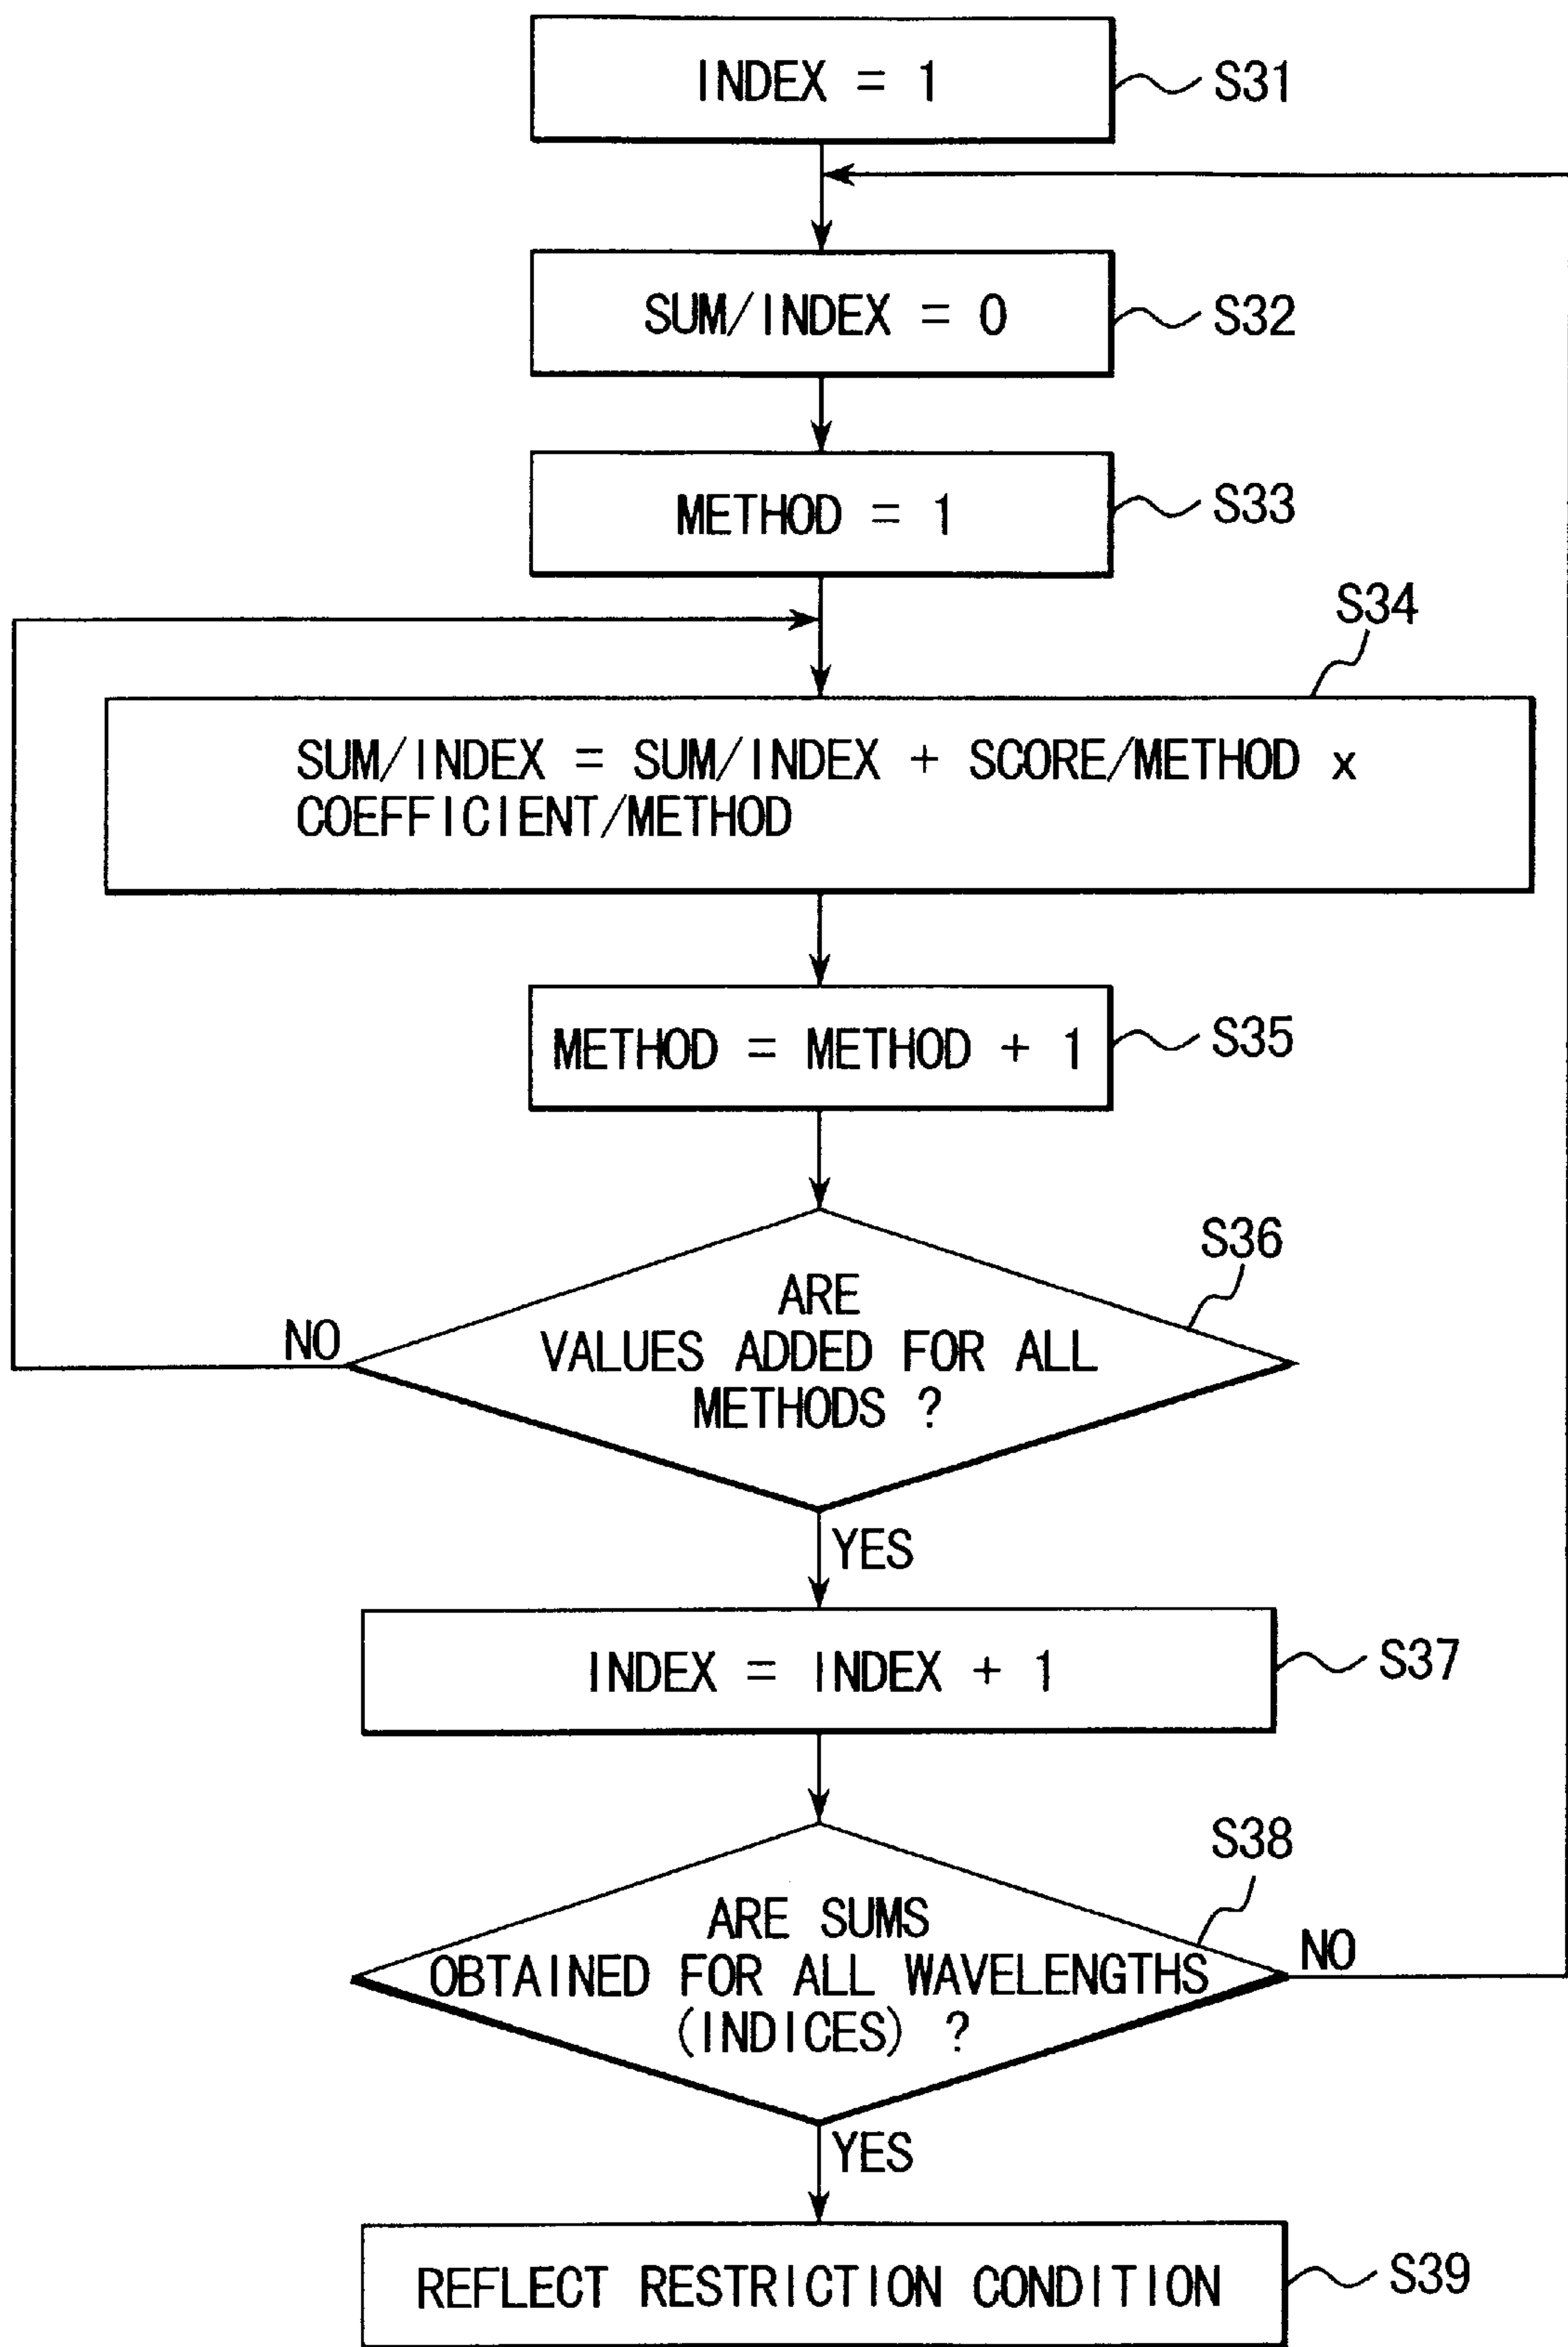 INDEX = 1
S31
SUM/INDEX = 0
S32
METHOD = 1
S33
S34
SUM/INDEX = SUM/INDEX + SCORE/METHOD x
COEFFICIENT/METHOD
METHOD = METHOD + 1
S35
S36
ARE
VALUES ADDED FOR ALL
METHODS ?
NO
YES
INDEX = INDEX + 1
S37
S38
ARE SUMS
OBTAINED FOR ALL WAVELENGTHS
(INDICES) ?
NO
YES
REFLECT RESTRICTION CONDITION
S39